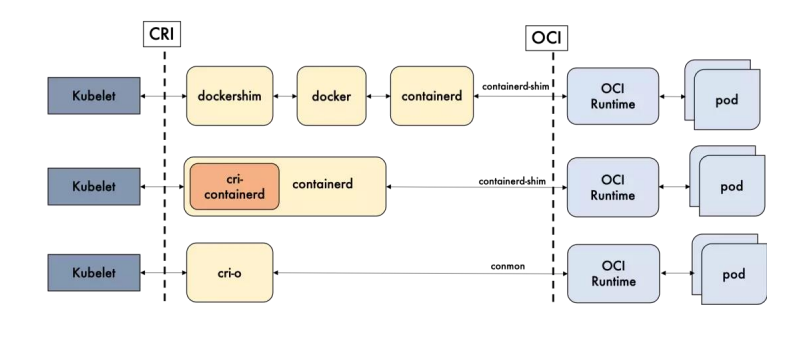 CRI
OCI
Kubelet
dockershim
docker
containerd
containerd-shim
OCI
Runtime
pod
Kubelet
cri-
containerd
containerd
containerd-shim
OCI
Runtime
pod
Kubelet
cri-o
conmon
OCI
Runtime
pod